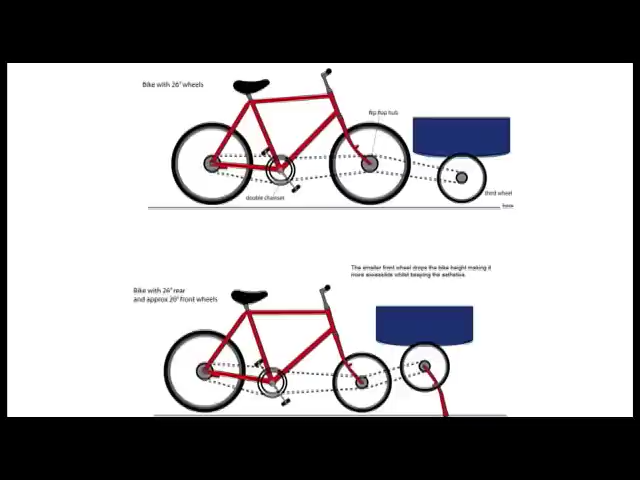 Bike with 26" wheels
flip flop hub
third wheel
double chainset
The smaller front wheel drops the bike height making it
more accessible whilst keeping the asthetics.
Bike with 26" rear
and approx 20" front wheels